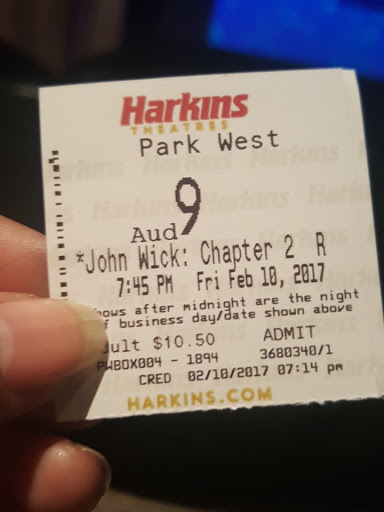 Harkins
THEATRES
Park West
Aud 9
*John Wick: Chapter 2 R
7:45 PM Fri Feb 10, 2017
hows after midnight are the night
f business day/date shown above
dult $10.50 ADMIT
PWBOX004 - 1894 3680340/1
CRED 02/10/2017 07:14 pm
HARKINS.COM